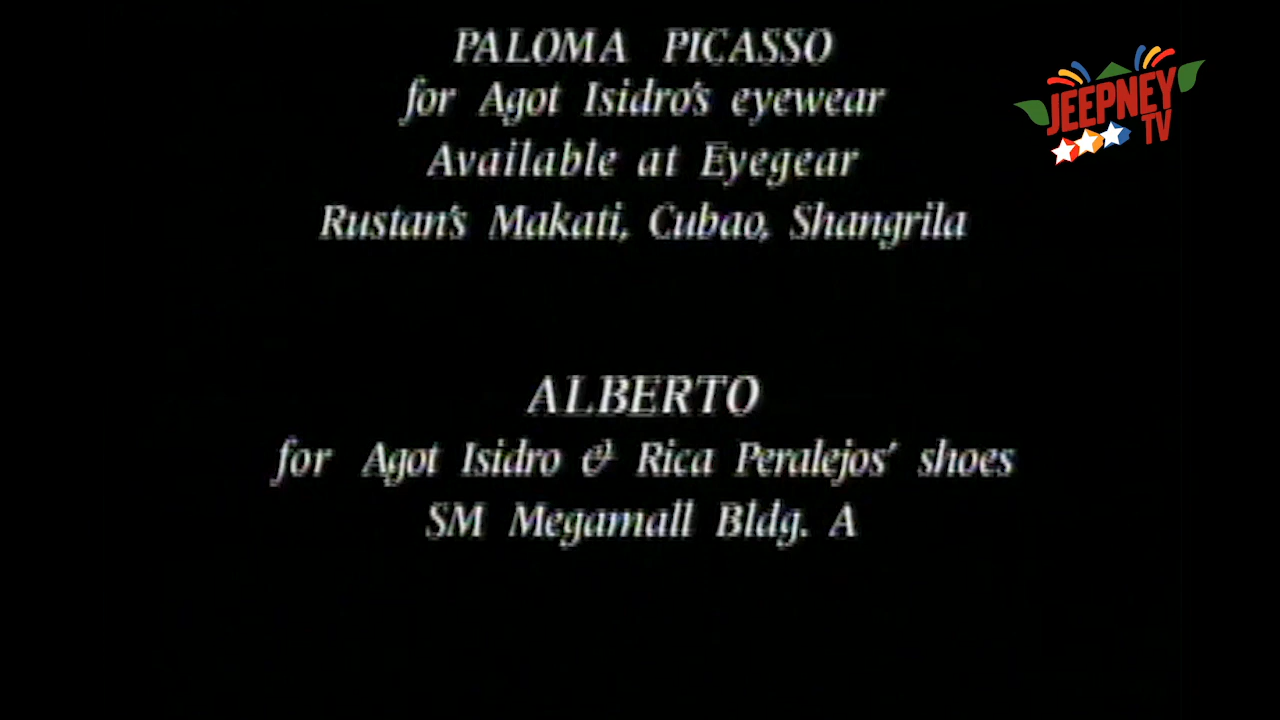 PALOMA PICASSO
for Agot Isidro's eyewear
Available at Eyegear
Rustan's Makati, Cubao, Shangrila
ALBERTO
for Agot Isidro & Rica Peralejos' shoes
SM Megamall Bldg. A
JEEPNEY
TV